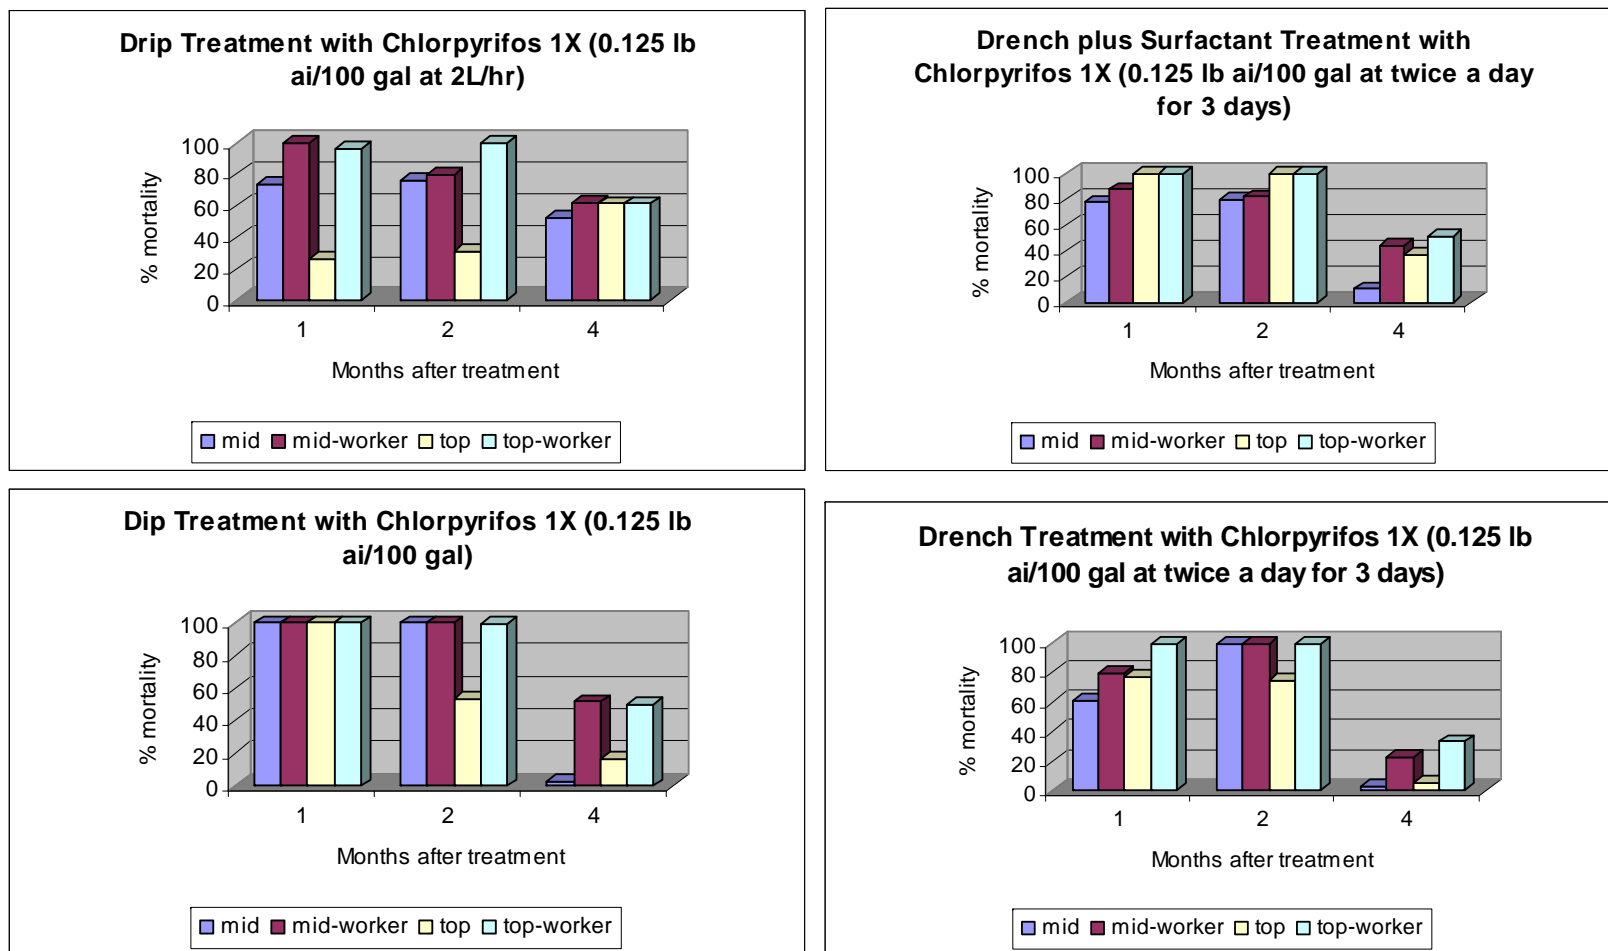 Drip Treatment with Chlorpyrifos 1X (0.125 lb
ai/100 gal at 2L/hr)
100
80
60
40
20
0
% mortality
1 2 4
Months after treatment
mid mid-worker top top-worker
Drench plus Surfactant Treatment with
Chlorpyrifos 1X (0.125 lb ai/100 gal at twice a day
for 3 days)
100
80
60
40
20
0
% mortality
1 2 4
Months after treatment
mid mid-worker top top-worker
Dip Treatment with Chlorpyrifos 1X (0.125 lb
ai/100 gal)
100
80
60
40
20
0
% mortality
1 2 4
Months after treatment
mid mid-worker top top-worker
Drench Treatment with Chlorpyrifos 1X (0.125 lb
ai/100 gal at twice a day for 3 days)
100
80
60
40
20
0
% mortality
1 2 4
Months after treatment
mid mid-worker top top-worker